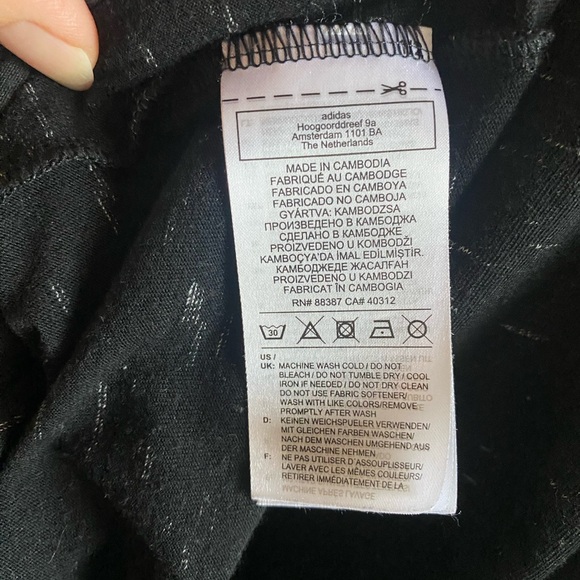 adidas
Hoogoorddreef 9a
Amsterdam 1101 BA
The Netherlands
MADE IN CAMBODIA
FABRIQUÉ AU CAMBODGE
FABRICADO EN CAMBOYA
FABRICADO NO CAMBOJA
GYÁRTVA: KAMBODZSA
ПРОИЗВЕДЕНО В КАМБОДЖА
СДЕЛАНО В КАМБОДЖЕ
PROIZVEDENO U KOMBODŽI
KAMBOÇYA'DA İMAL EDİLMİŞTİR.
КАМБОДЖЕДЕ ЖАСАЛҒАН
PROIZVEDENO U KAMBODI
FABRICAT ÎN CAMBOGIA
RN# 88387 CA# 40312
30
US /
UK: MACHINE WASH COLD / DO NOT
BLEACH / DO NOT TUMBLE DRY / COOL
IRON IF NEEDED / DO NOT DRY CLEAN
DO NOT USE FABRIC SOFTENER/
WASH WITH LIKE COLORS/REMOVE
PROMPTLY AFTER WASH
D: KEINEN WEICHSPUELER VERWENDEN/
MIT GLEICHEN FARBEN WASCHEN/
NACH DEM WASCHEN UMGEHEND AUS
DER MASCHINE NEHMEN
F: NE PAS UTILISER D'ASSOUPLISSEUR/
LAVER AVEC LES MÊMES COULEURS/
RETIRER IMMÉDIATEMENT DE LA
MACHINE APRÈS LAVAGE